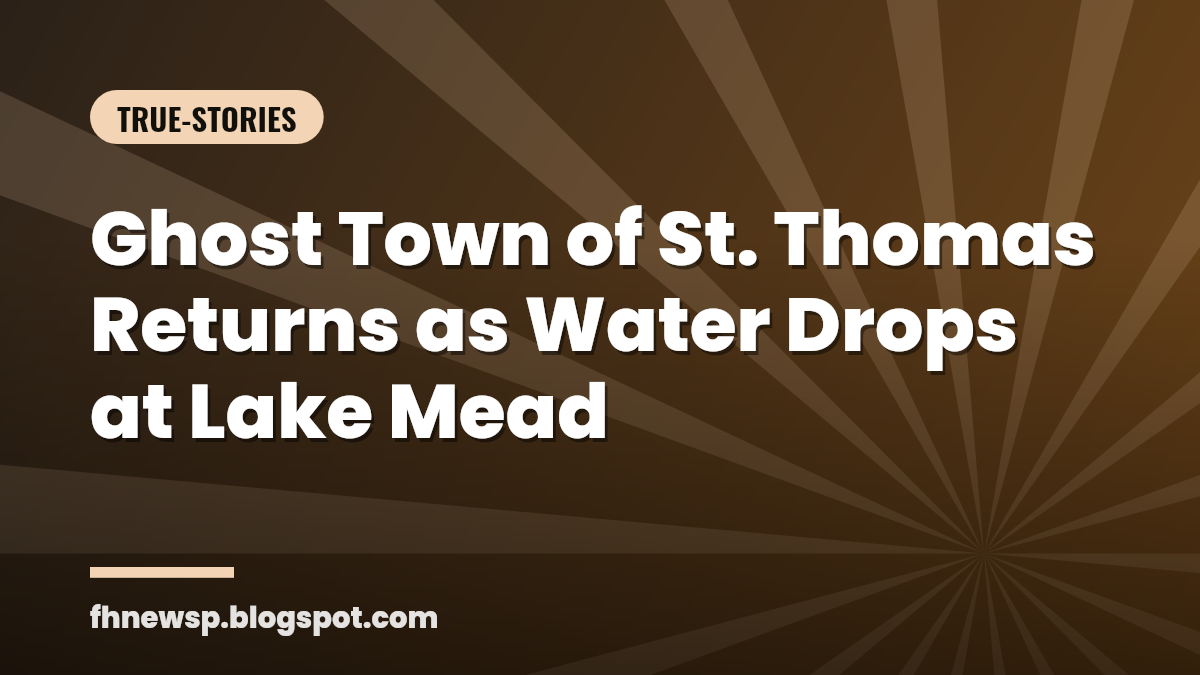 TRUE-STORIES
Ghost Town of St. Thomas
Returns as Water Drops
at Lake Mead
fhnewsp.blogspot.com